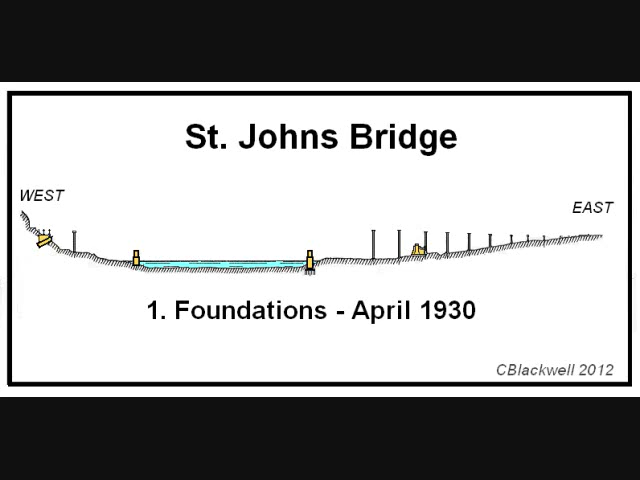 St. Johns Bridge
WEST
EAST
1. Foundations - April 1930
CBlackwell 2012